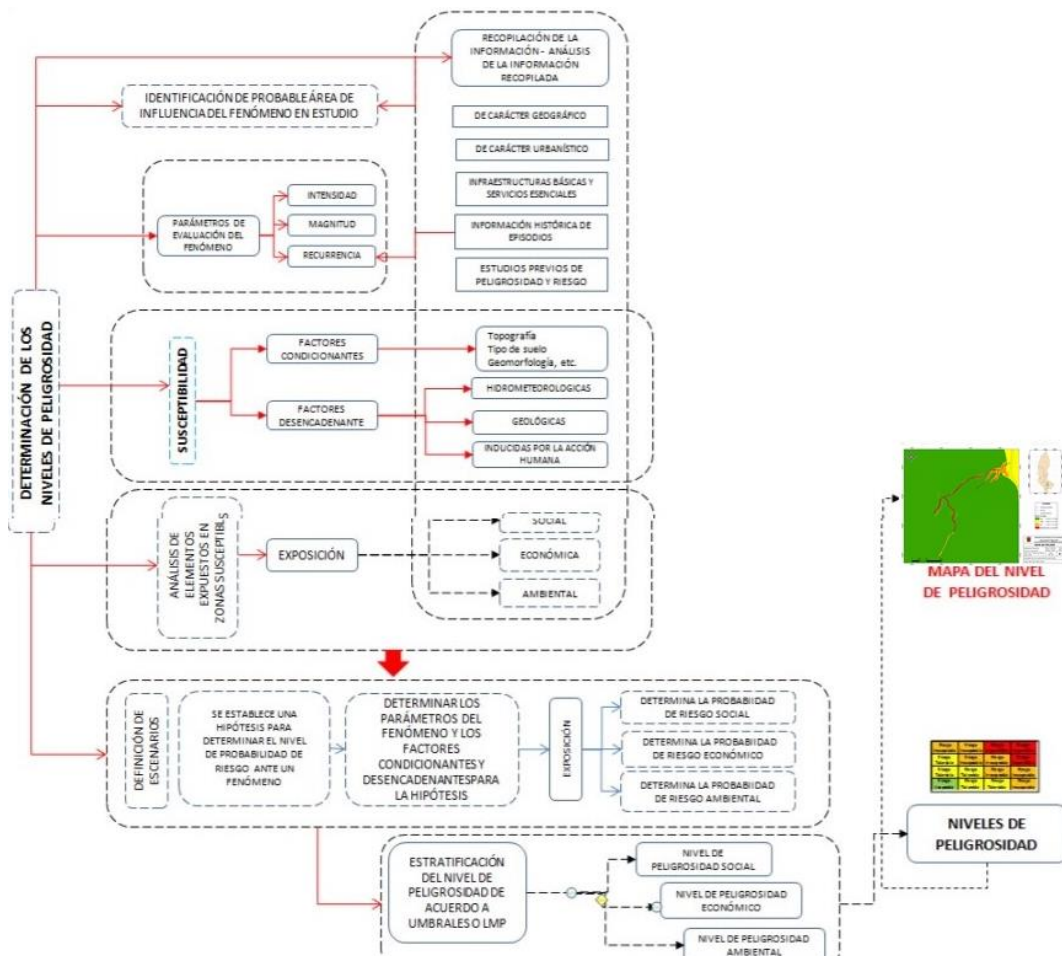 RECOPILACIÓN DE LA
INFORMACIÓN - ANÁLISIS
DE LA INFORMACIÓN
RECOPILADA
IDENTIFICACIÓN DE PROBABLE ÁREA DE
INFLUENCIA DEL FENÓMENO EN ESTUDIO
DE CARÁCTER GEOGRÁFICO
DE CARÁCTER URBANÍSTICO
INFRAESTRUCTURAS BÁSICAS Y
SERVICIOS ESENCIALES
INFORMACIÓN HISTÓRICA DE
EPISODIOS
ESTUDIOS PREVIOS DE
PELIGROSIDAD Y RIESGO
PARÁMETROS DE
EVALUACIÓN DEL
FENÓMENO
INTENSIDAD
MAGNITUD
RECURRENCIA
DETERMINACIÓN DE LOS
NIVELES DE PELIGROSIDAD
SUSCEPTIBILIDAD
FACTORES
CONDICIONANTES
Topografía
Tipo de suelo
Geomorfología, etc.
FACTORES
DESENCADENANTE
HIDROMETEOROLOGICAS
GEOLÓGICAS
INDUCIDAS POR LA ACCIÓN
HUMANA
ANÁLISIS DE
ELEMENTOS
EXPUESTOS EN
ZONAS SUSCEPTIBLS
EXPOSICIÓN
SOCIAL
ECONÓMICA
AMBIENTAL
MAPA DEL NIVEL
DE PELIGROSIDAD
DEFINICIÓN DE
ESCENARIOS
SE ESTABLECE UNA
HIPÓTESIS PARA
DETERMINAR EL NIVEL
DE PROBABILIDAD DE
RIESGO ANTE UN
FENÓMENO
DETERMINAR LOS
PARÁMETROS DEL
FENÓMENO Y LOS
FACTORES
CONDICIONANTES Y
DESENCADENANTESPARA
LA HIPÓTESIS
EXPOSICIÓN
DETERMINA LA PROBABIIDAD
DE RIESGO SOCIAL
DETERMINA LA PROBABIIDAD
DE RIESGO ECONÓMICO
DETERMINA LA PROBABIIDAD
DE RIESGO AMBIENTAL
NIVELES DE
PELIGROSIDAD
ESTRATIFICACIÓN
DEL NIVEL DE
PELIGROSIDAD DE
ACUERDO A
UMBRALES O LMP
NIVEL DE
PELIGROSIDAD SOCIAL
NIVEL DE PELIGROSIDAD
ECONÓMICO
NIVEL DE PELIGROSIDAD
AMBIENTAL